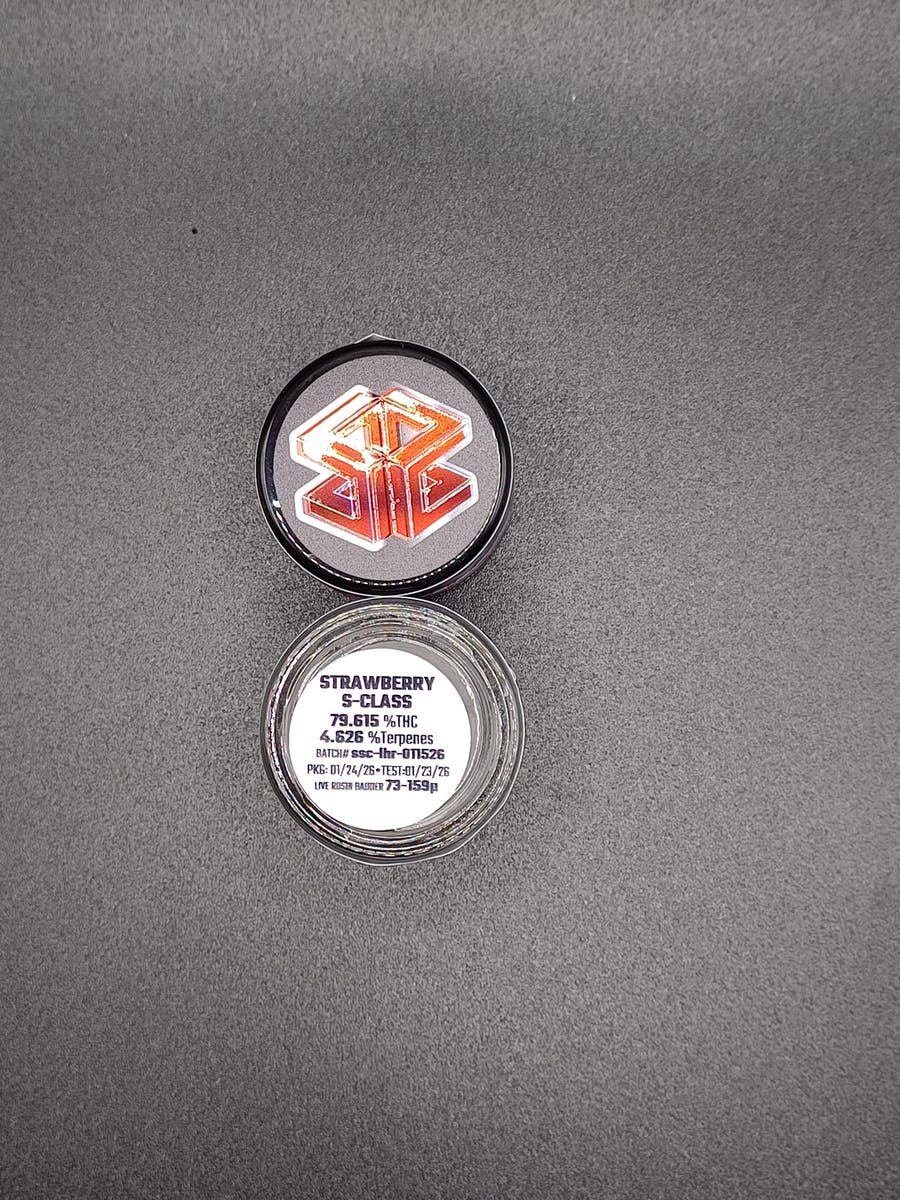 STRAWBERRY
S-CLASS
79.615 %THC
4.626 %Terpenes
BATCH# ssc-lhr-011526
PKG: 01/24/26•TEST:01/23/26
LIVE ROSIN BADDER 73-159µ